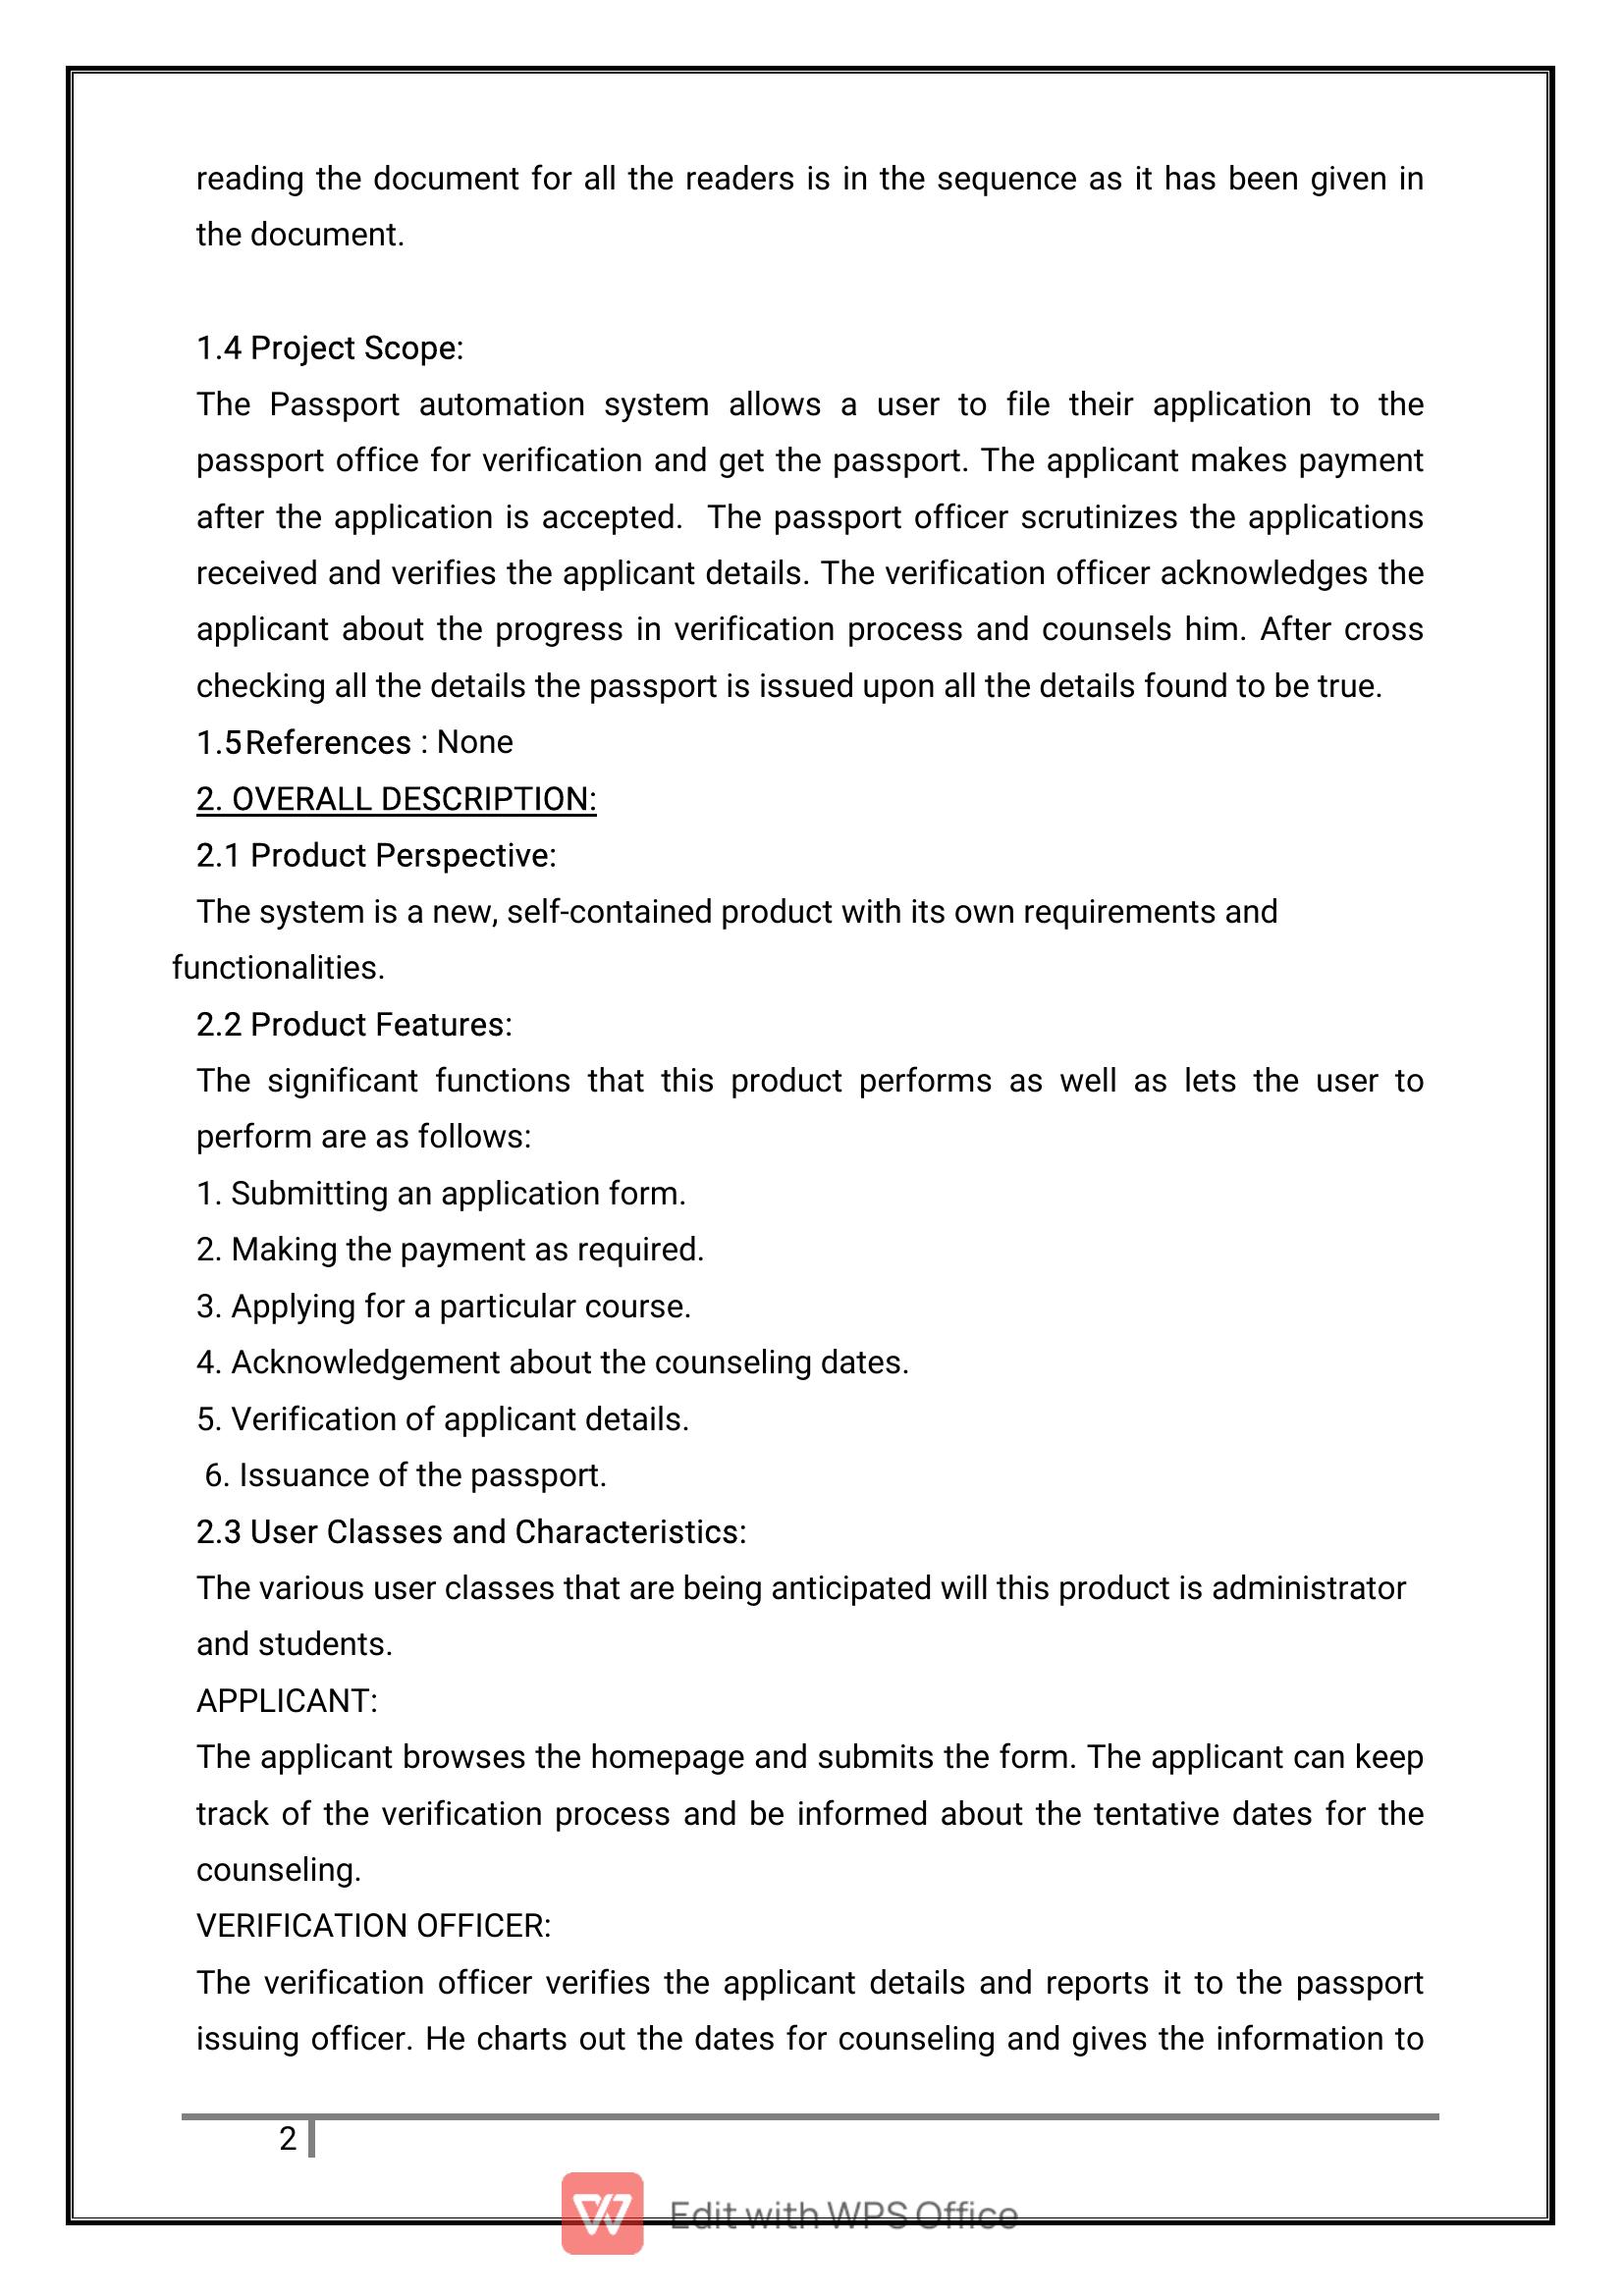 reading the document for all the readers is in the sequence as it has been given in
the document.
1.4 Project Scope:
The Passport automation system allows a user to file their application to the
passport office for verification and get the passport. The applicant makes payment
after the application is accepted.  The passport officer scrutinizes the applications
received and verifies the applicant details. The verification officer acknowledges the
applicant about the progress in verification process and counsels him. After cross
checking all the details the passport is issued upon all the details found to be true.
1.5 References : None
2. OVERALL DESCRIPTION:
2.1 Product Perspective:
The system is a new, self-contained product with its own requirements and
functionalities.
2.2 Product Features:
The significant functions that this product performs as well as lets the user to
perform are as follows:
1. Submitting an application form.
2. Making the payment as required.
3. Applying for a particular course.
4. Acknowledgement about the counseling dates.
5. Verification of applicant details.
6. Issuance of the passport.
2.3 User Classes and Characteristics:
The various user classes that are being anticipated will this product is administrator
and students.
APPLICANT:
The applicant browses the homepage and submits the form. The applicant can keep
track of the verification process and be informed about the tentative dates for the
counseling.
VERIFICATION OFFICER:
The verification officer verifies the applicant details and reports it to the passport
issuing officer. He charts out the dates for counseling and gives the information to
2
Edit with WPS Office